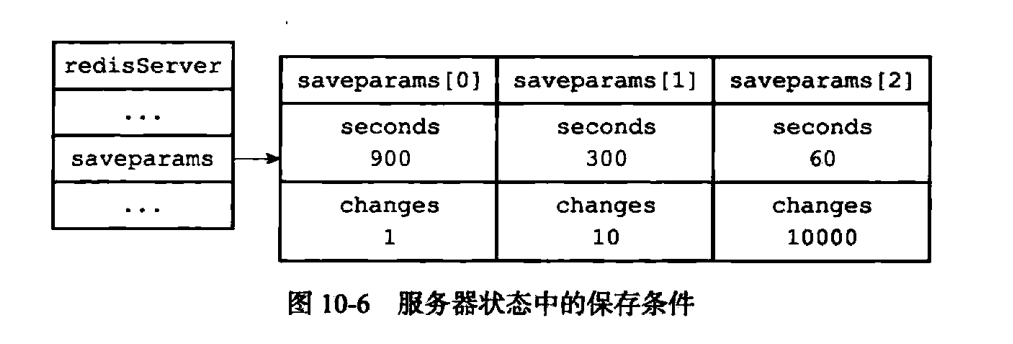 redisServer
...
saveparams
...
saveparams[0] saveparams[1] saveparams[2]
seconds seconds seconds
900 300 60
changes changes changes
1 10 10000
图 10-6 服务器状态中的保存条件